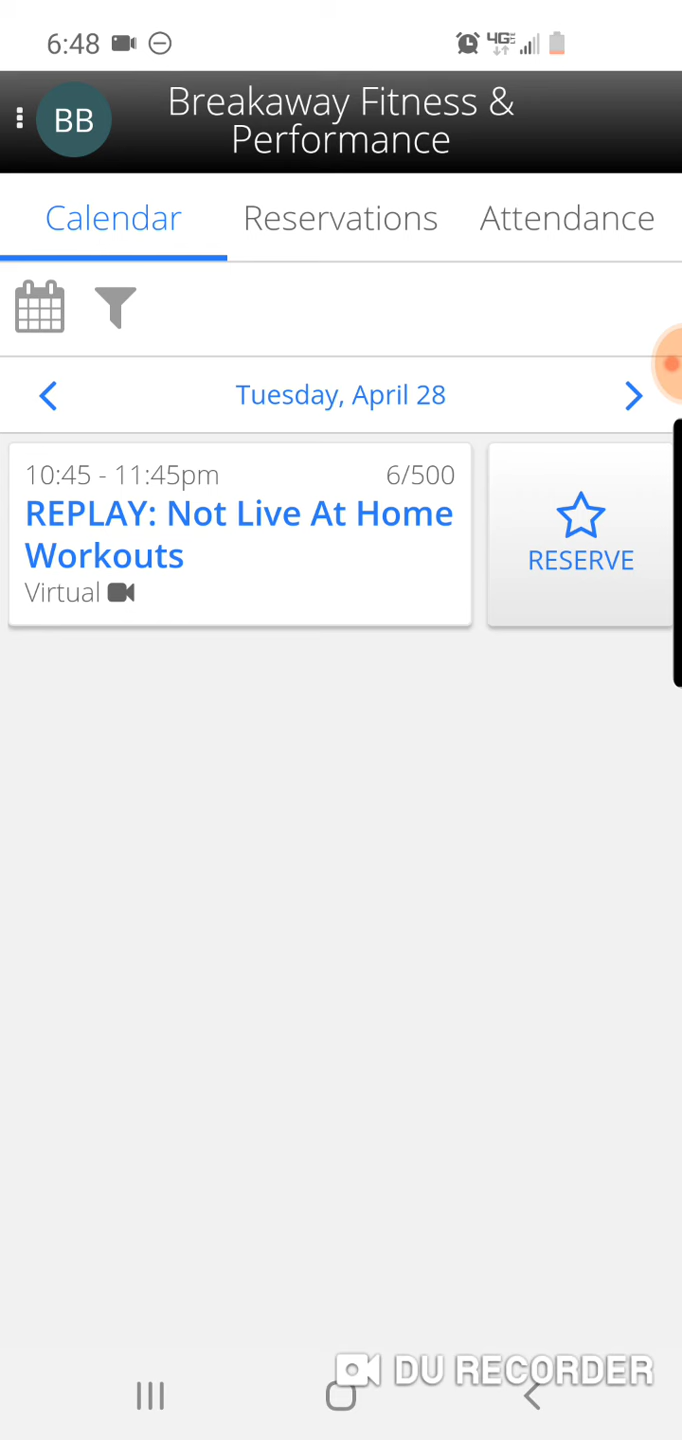 6:48 4GE
BB Breakaway Fitness &
Performance
Calendar Reservations Attendance
Tuesday, April 28
10:45 - 11:45pm 6/500
REPLAY: Not Live At Home
Workouts
Virtual
RESERVE
DU RECORDER